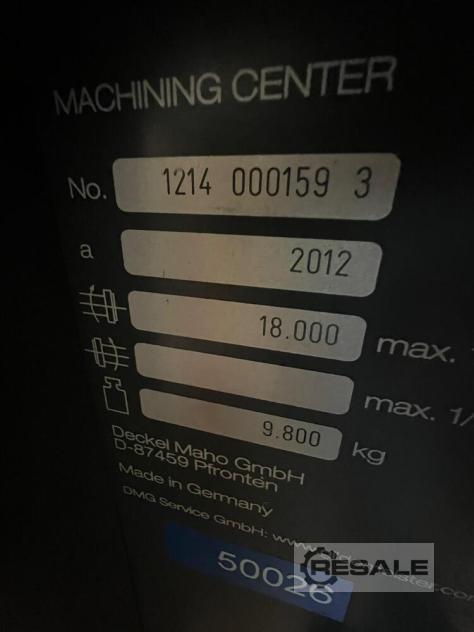 MACHINING CENTER
No. 1214 000159 3
a 2012
18.000 max.
max. 1/
9.800 kg
Deckel Maho GmbH
D-87459 Pfronten
Made in Germany
DMG Service GmbH:
50026
RESALE